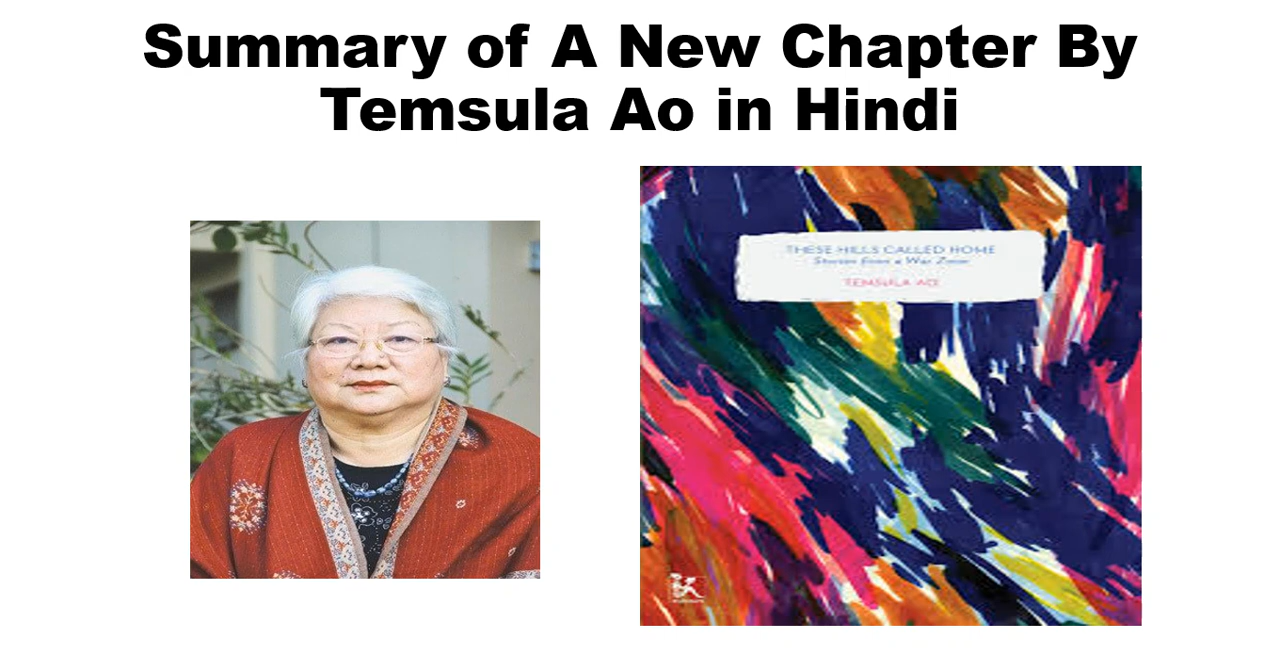 Summary of A New Chapter By
Temsula Ao in Hindi
THESE HILLS CALLED HOME
Stories from a War Zone
TEMSULA AO